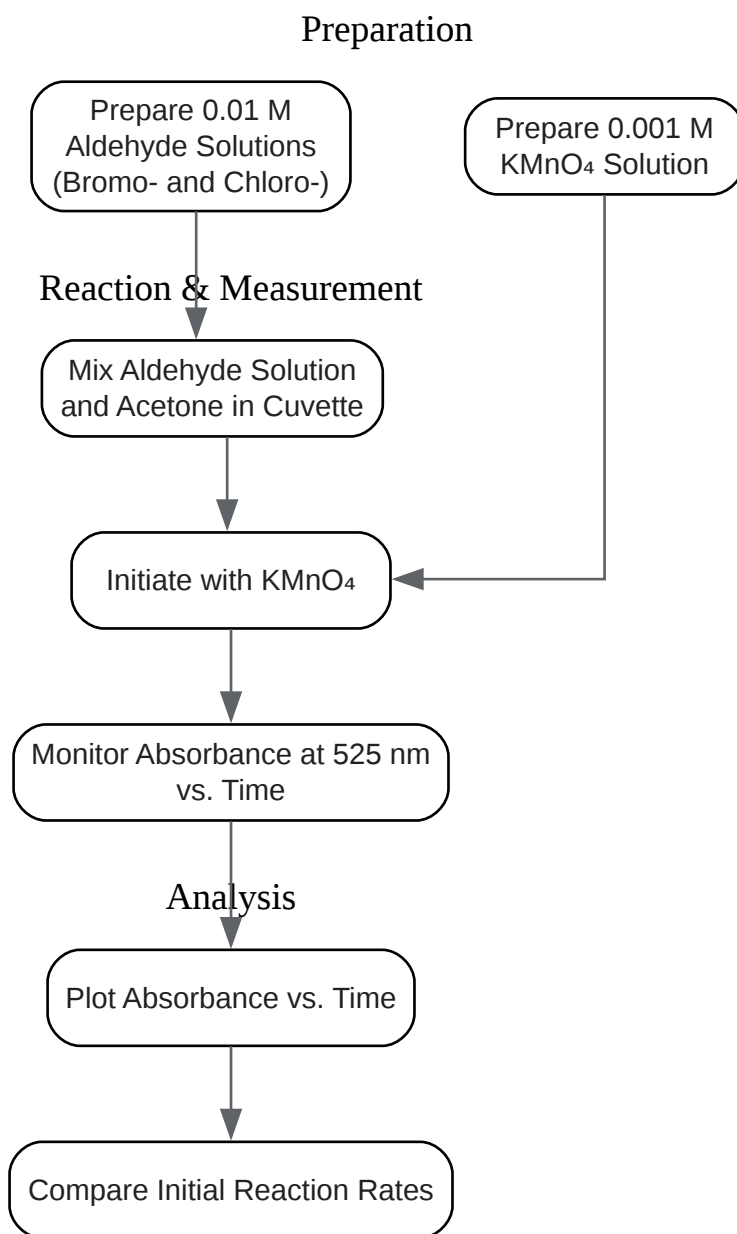 Preparation
Prepare 0.01 M
Aldehyde Solutions
(Bromo- and Chloro-)
Prepare 0.001 M
KMnO₄ Solution
Reaction & Measurement
Mix Aldehyde Solution
and Acetone in Cuvette
Initiate with KMnO₄
Monitor Absorbance at 525 nm
vs. Time
Analysis
Plot Absorbance vs. Time
Compare Initial Reaction Rates